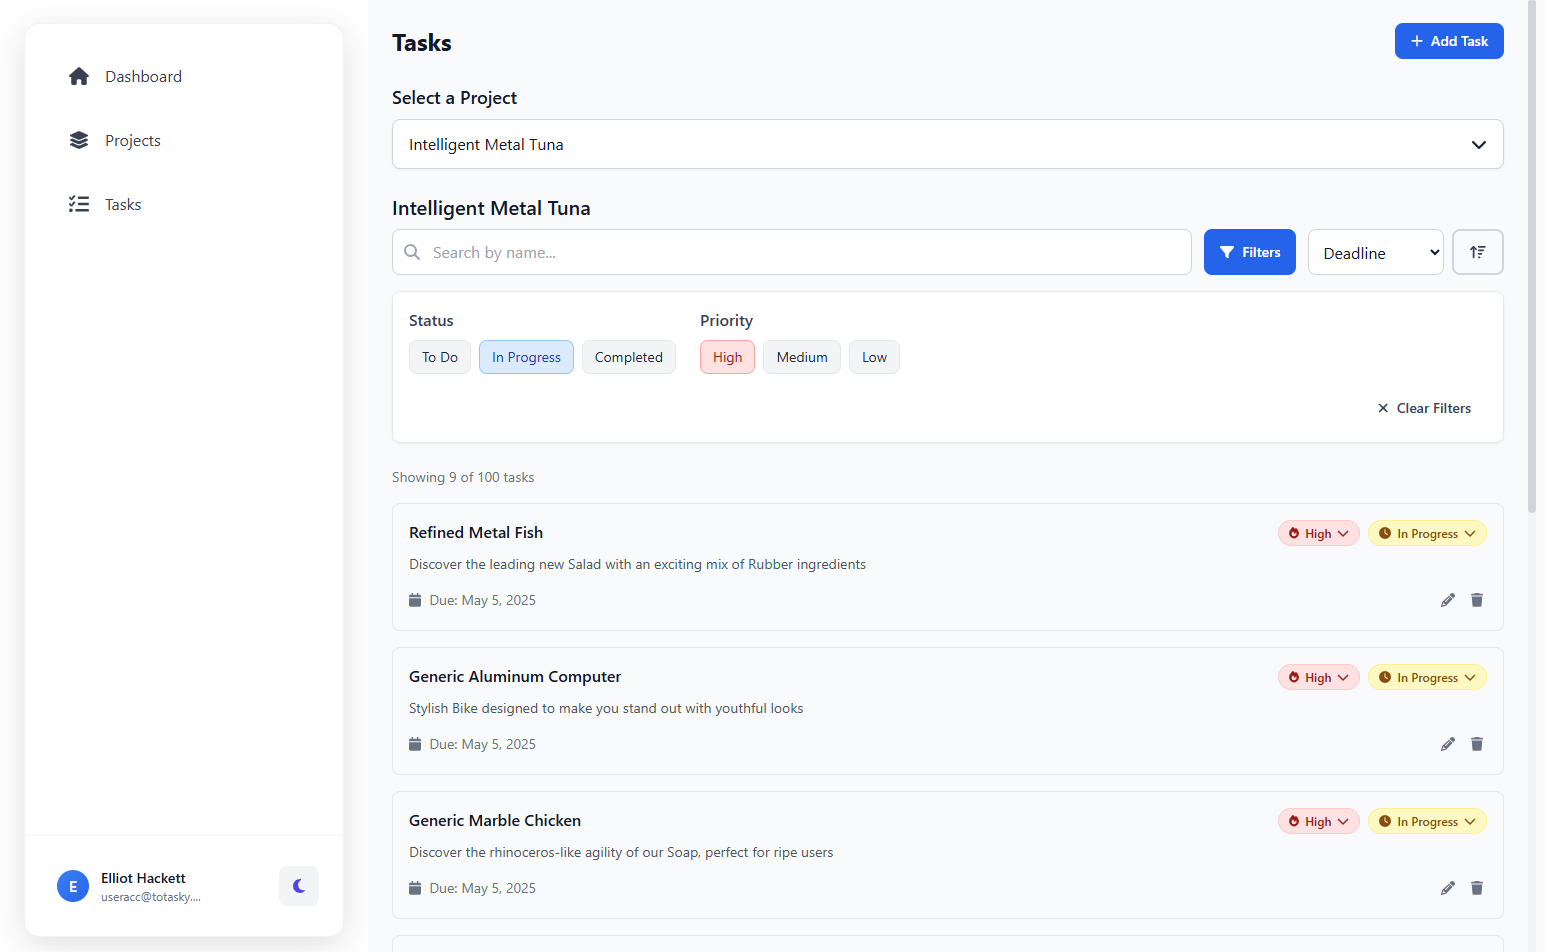 Dashboard
Projects
Tasks
Elliot Hackett
useracc@totasky....
E
Tasks
Add Task
Select a Project
Intelligent Metal Tuna
Intelligent Metal Tuna
Search by name...
Filters
Deadline
Status
Priority
To Do
In Progress
Completed
High
Medium
Low
Clear Filters
Showing 9 of 100 tasks
Refined Metal Fish
High
In Progress
Discover the leading new Salad with an exciting mix of Rubber ingredients
Due: May 5, 2025
Generic Aluminum Computer
High
In Progress
Stylish Bike designed to make you stand out with youthful looks
Due: May 5, 2025
Generic Marble Chicken
High
In Progress
Discover the rhinoceros-like agility of our Soap, perfect for ripe users
Due: May 5, 2025